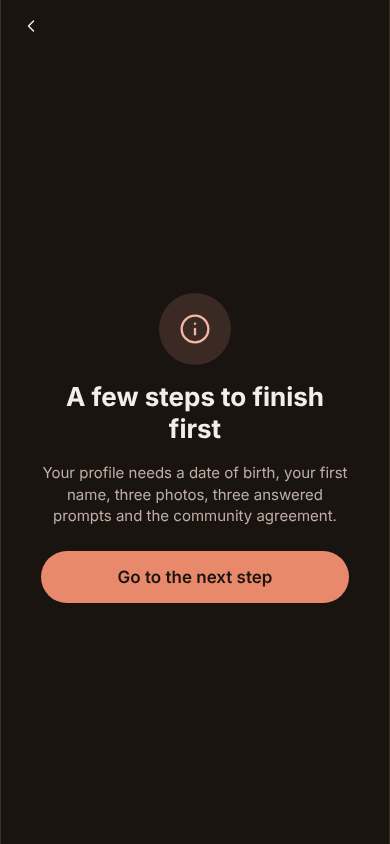 A few steps to finish
first
Your profile needs a date of birth, your first
name, three photos, three answered
prompts and the community agreement.
Go to the next step